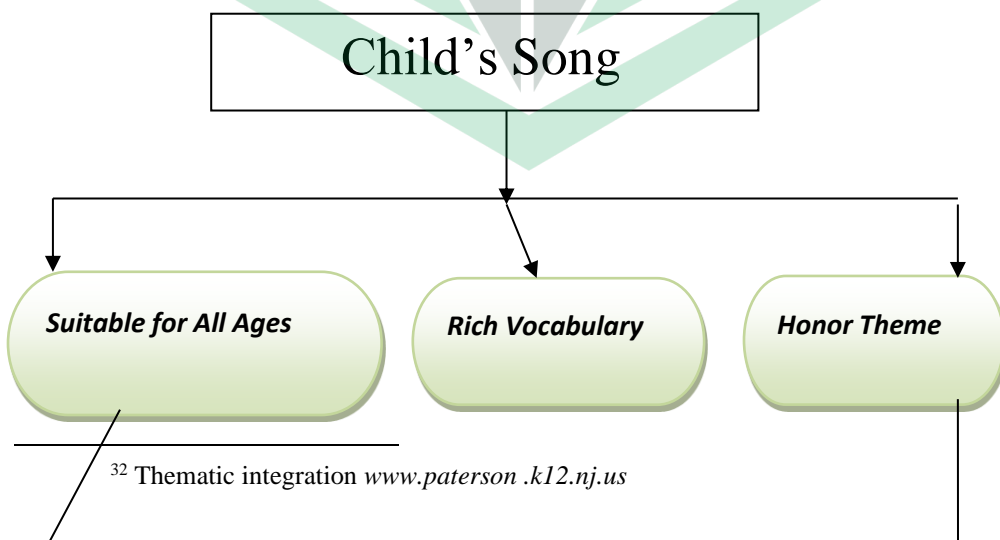 Child’s Song
Suitable for All Ages
Rich Vocabulary
Honor Theme
32 Thematic integration www.paterson .k12.nj.us